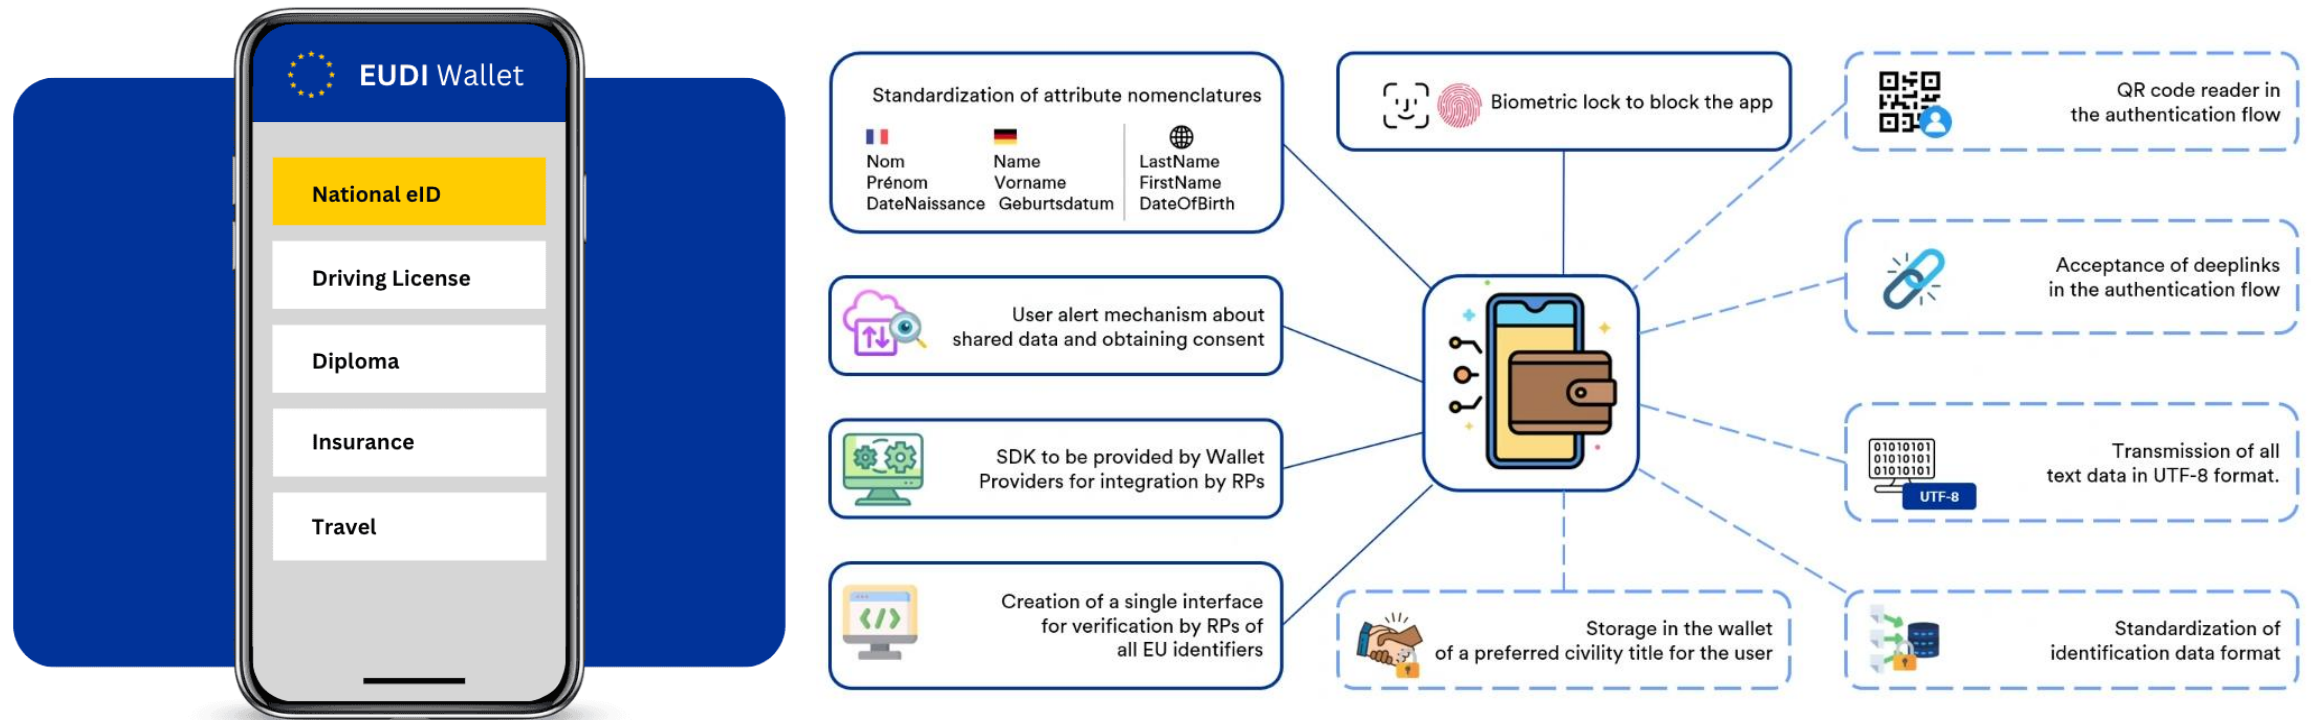 EUDI Wallet
National eID
Driving License
Diploma
Insurance
Travel
Standardization of attribute nomenclatures
Nom
Prénom
DateNaissance
Name
Vorname
Geburtsdatum
LastName
FirstName
DateOfBirth
User alert mechanism about
shared data and obtaining consent
SDK to be provided by Wallet
Providers for integration by RPs
Creation of a single interface
for verification by RPs of
all EU identifiers
Biometric lock to block the app
Storage in the wallet
of a preferred civility title for the user
QR code reader in
the authentication flow
Acceptance of deeplinks
in the authentication flow
01010101
01010101
01010101
UTF-8
Transmission of all
text data in UTF-8 format.
Standardization of
identification data format